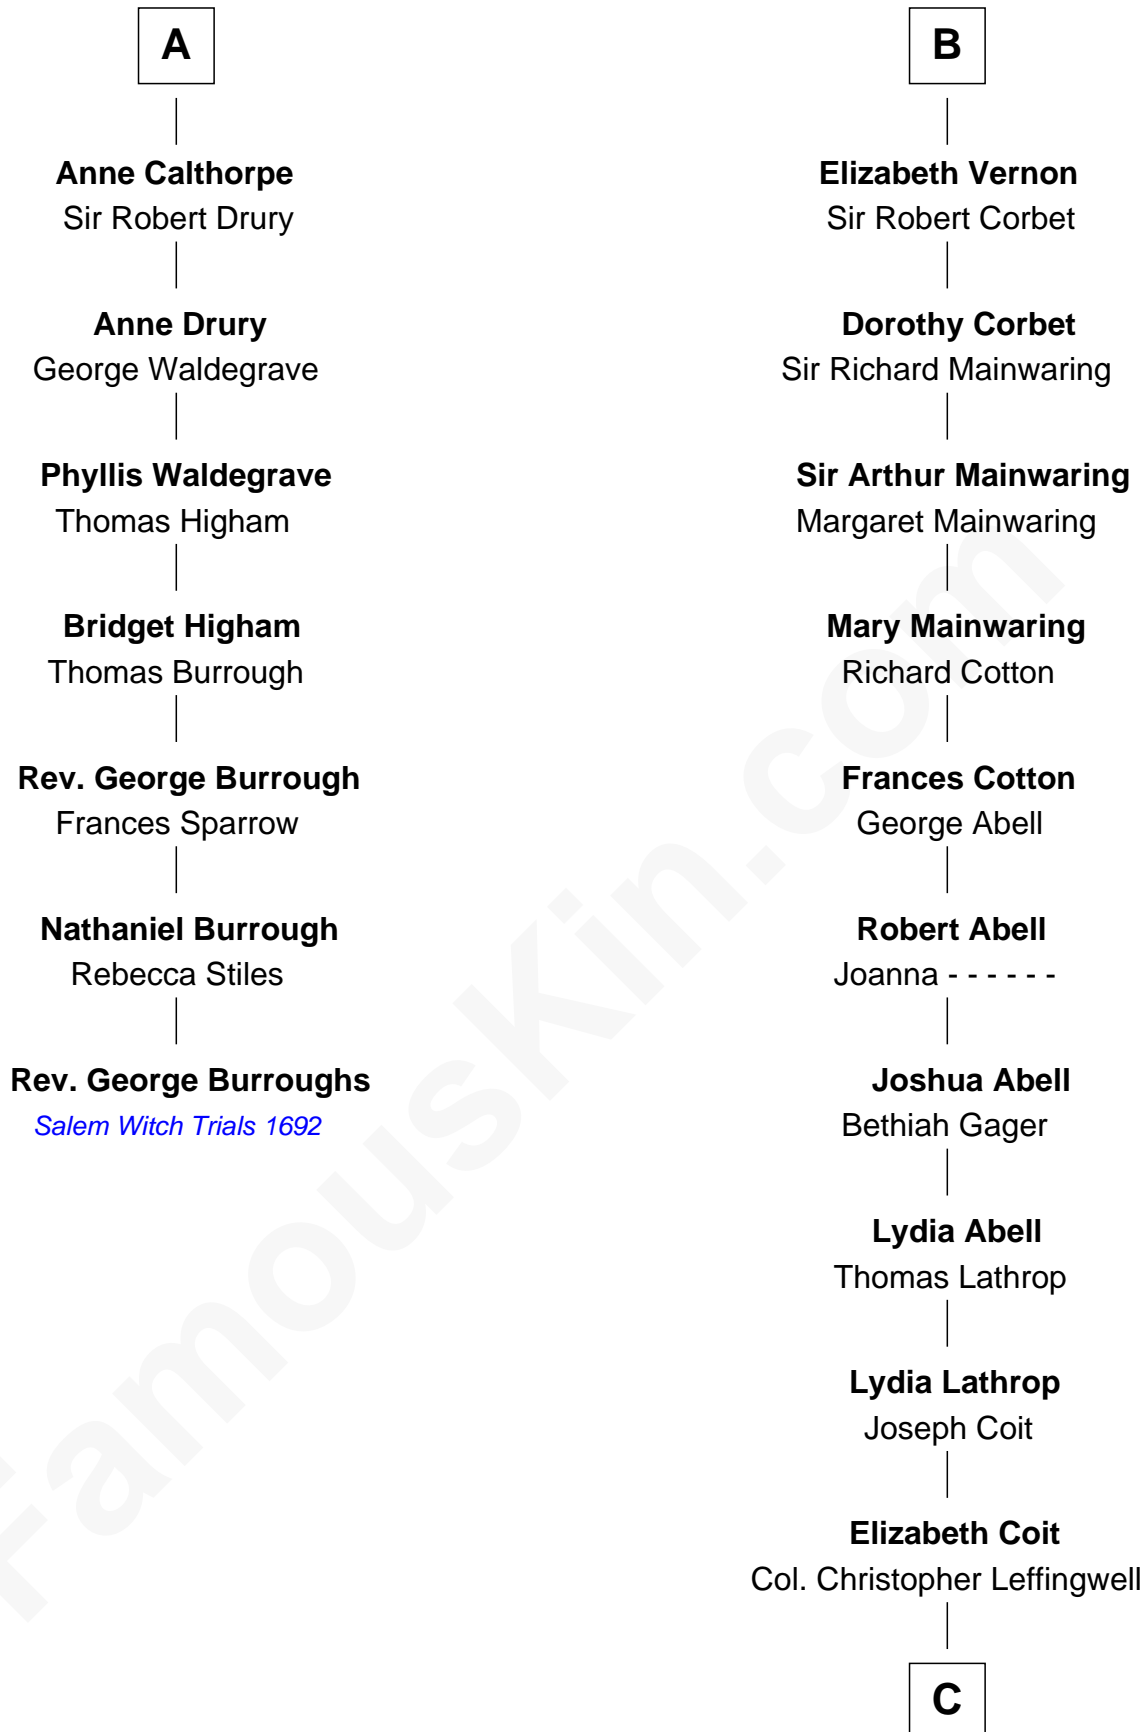 A
Anne Calthorpe
Sir Robert Drury
Anne Drury
George Waldegrave
Phyllis Waldegrave
Thomas Higham
Bridget Higham
Thomas Burrough
Rev. George Burrough
Frances Sparrow
Nathaniel Burrough
Rebecca Stiles
Rev. George Burroughs
Salem Witch Trials 1692
B
Elizabeth Vernon
Sir Robert Corbet
Dorothy Corbet
Sir Richard Mainwaring
Sir Arthur Mainwaring
Margaret Mainwaring
Mary Mainwaring
Richard Cotton
Frances Cotton
George Abell
Robert Abell
Joanna - - - - - -
Joshua Abell
Bethiah Gager
Lydia Abell
Thomas Lathrop
Lydia Lathrop
Joseph Coit
Elizabeth Coit
Col. Christopher Leffingwell
C
FamousKin.com